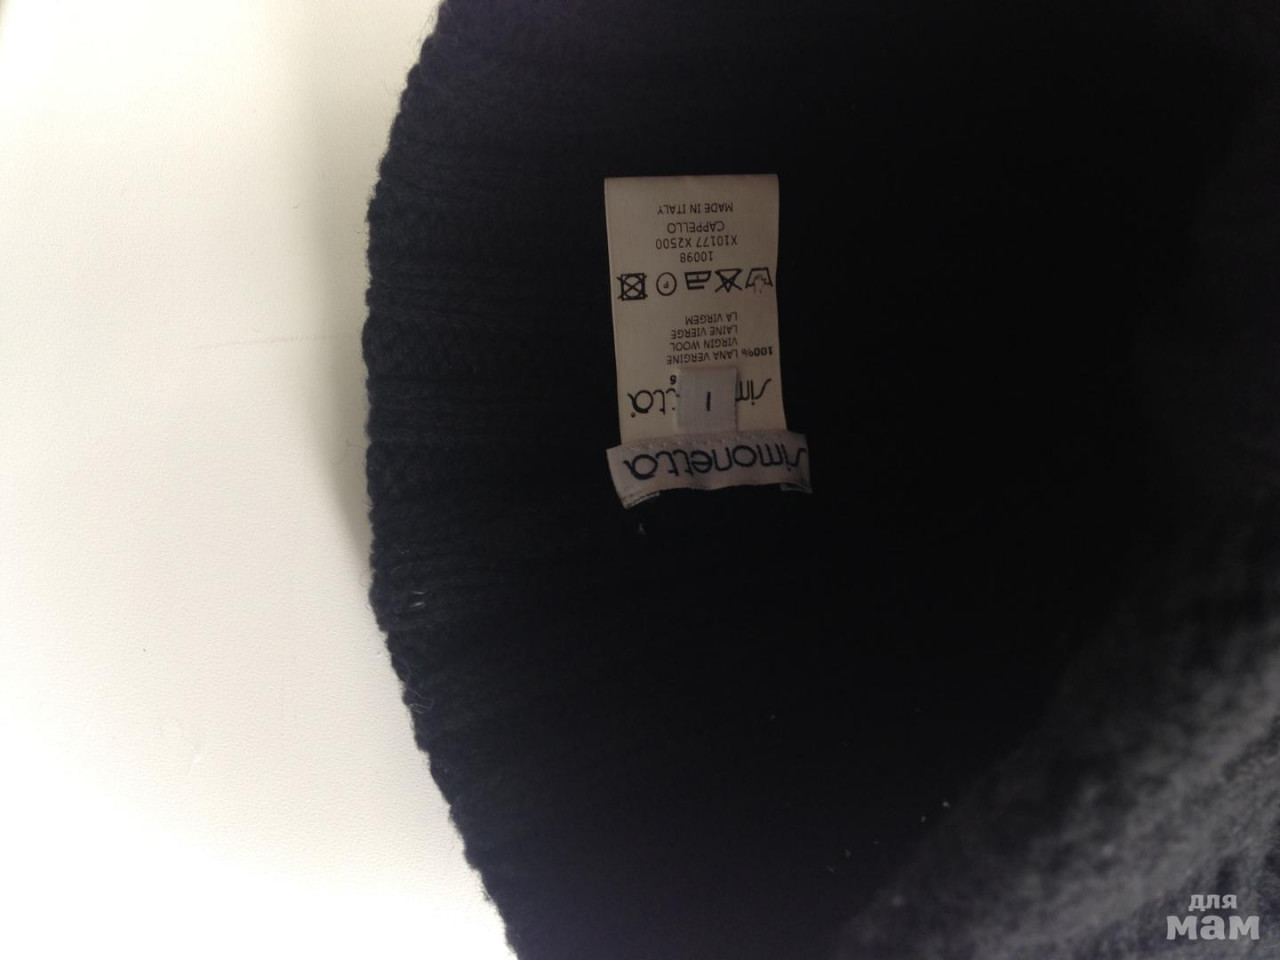 simonetta
I
6
100% LANA VERGINE
VIRGIN WOOL
LAINE VIERGE
LA VIRGEM
P
10098
X10177 X2500
CAPPELLO
MADE IN ITALY
для
мам